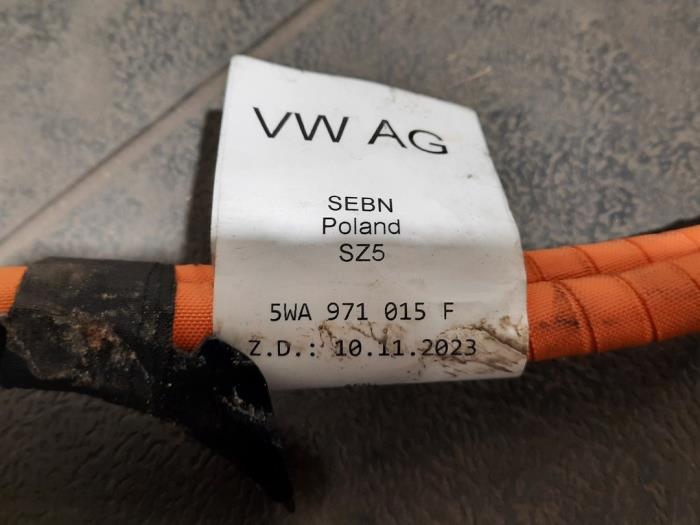 VW AG
SEBN
Poland
SZ5
5WA 971 015 F
Z.D.: 10.11.2023